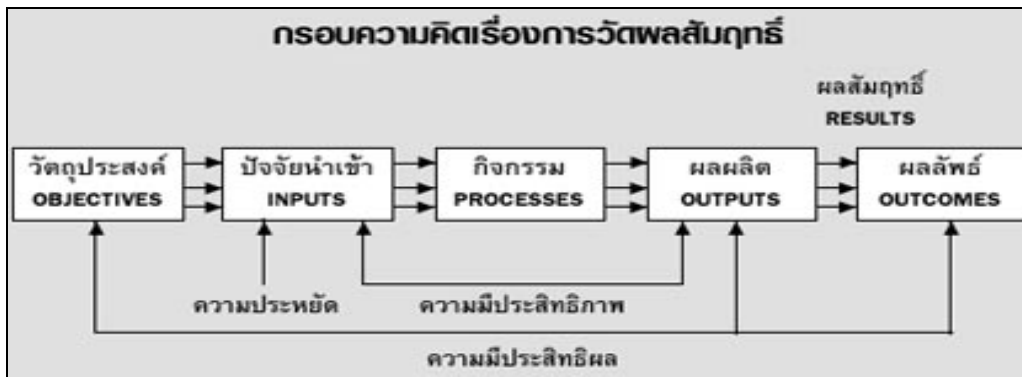 กรอบความคิดเรื่องการวัดผลสัมฤทธิ์
ผลสัมฤทธิ์
RESULTS
วัตถุประสงค์
OBJECTIVES
ปัจจัยนำเข้า
INPUTS
กิจกรรม
PROCESSES
ผลผลิต
OUTPUTS
ผลลัพธ์
OUTCOMES
ความประหยัด
ความมีประสิทธิภาพ
ความมีประสิทธิผล